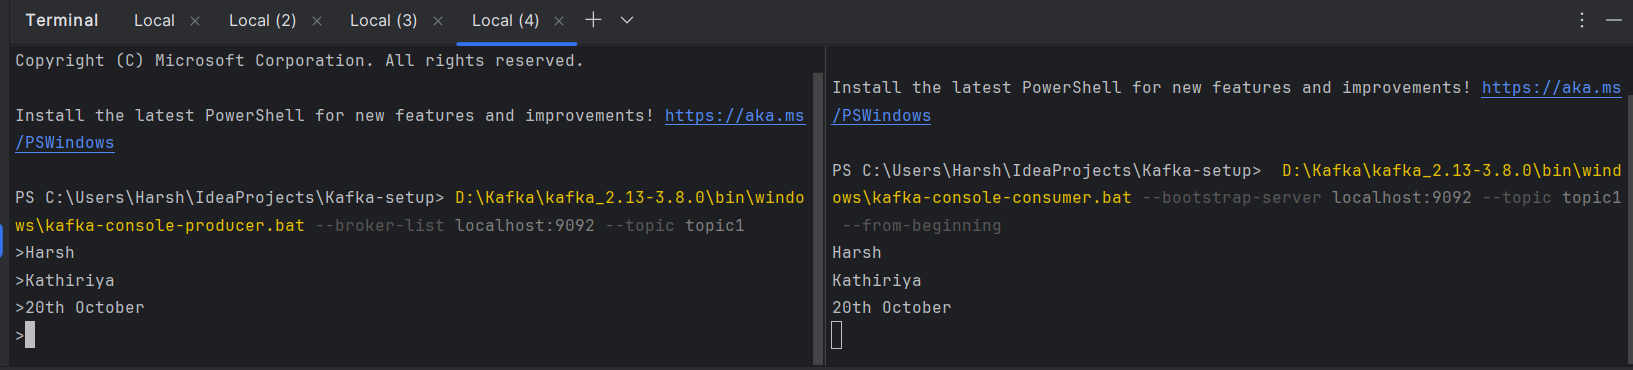 Terminal Local × Local (2) × Local (3) × Local (4) ×
Copyright (C) Microsoft Corporation. All rights reserved.
Install the latest PowerShell for new features and improvements! https://aka.ms
/PSWindows
PS C:\Users\Harsh\IdeaProjects\Kafka-setup> D:\Kafka\kafka_2.13-3.8.0\bin\windo
ws\kafka-console-producer.bat --broker-list localhost:9092 --topic topic1
>Harsh
>Kathiriya
>20th October
>
Install the latest PowerShell for new features and improvements! https://aka.ms
/PSWindows
PS C:\Users\Harsh\IdeaProjects\Kafka-setup>  D:\Kafka\kafka_2.13-3.8.0\bin\wind
ows\kafka-console-consumer.bat --bootstrap-server localhost:9092 --topic topic1
 --from-beginning
Harsh
Kathiriya
20th October